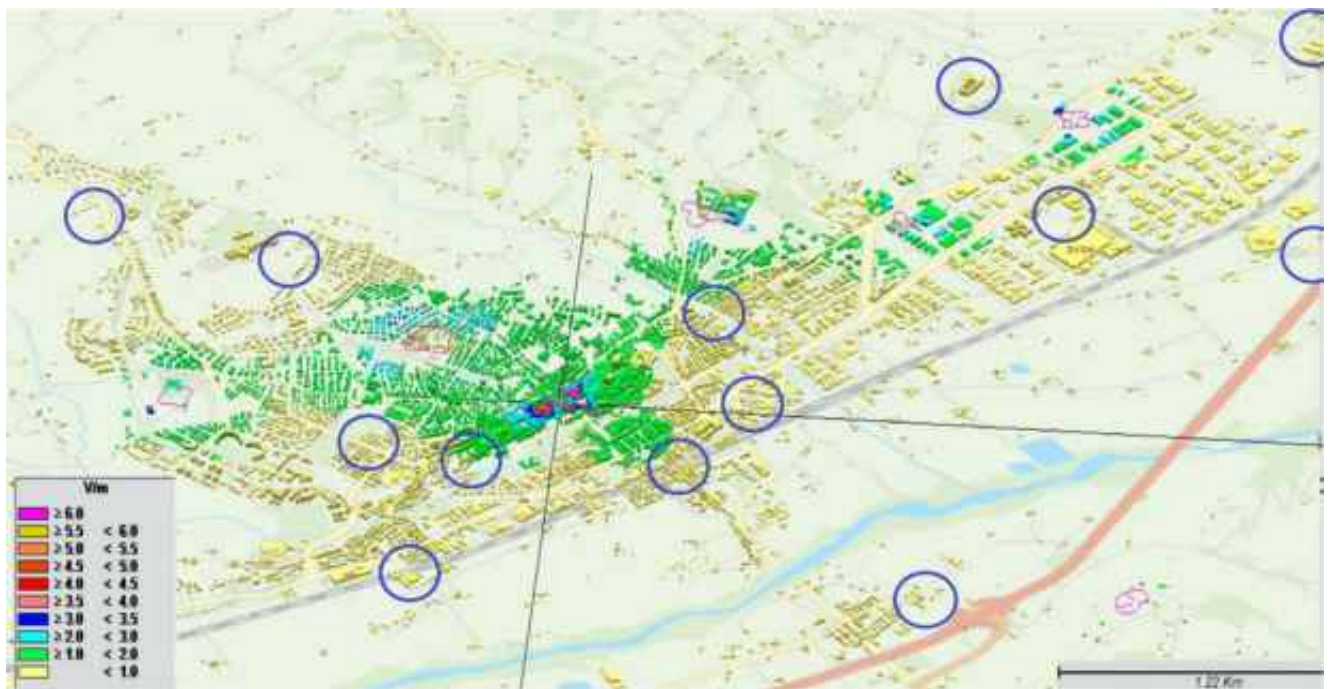 V/m
≥ 6.0
≥ 5.5 < 6.0
≥ 5.0 < 5.5
≥ 4.5 < 5.0
≥ 4.0 < 4.5
≥ 3.5 < 4.0
≥ 3.0 < 3.5
≥ 2.0 < 3.0
≥ 1.0 < 2.0
< 1.0
1.22 Km